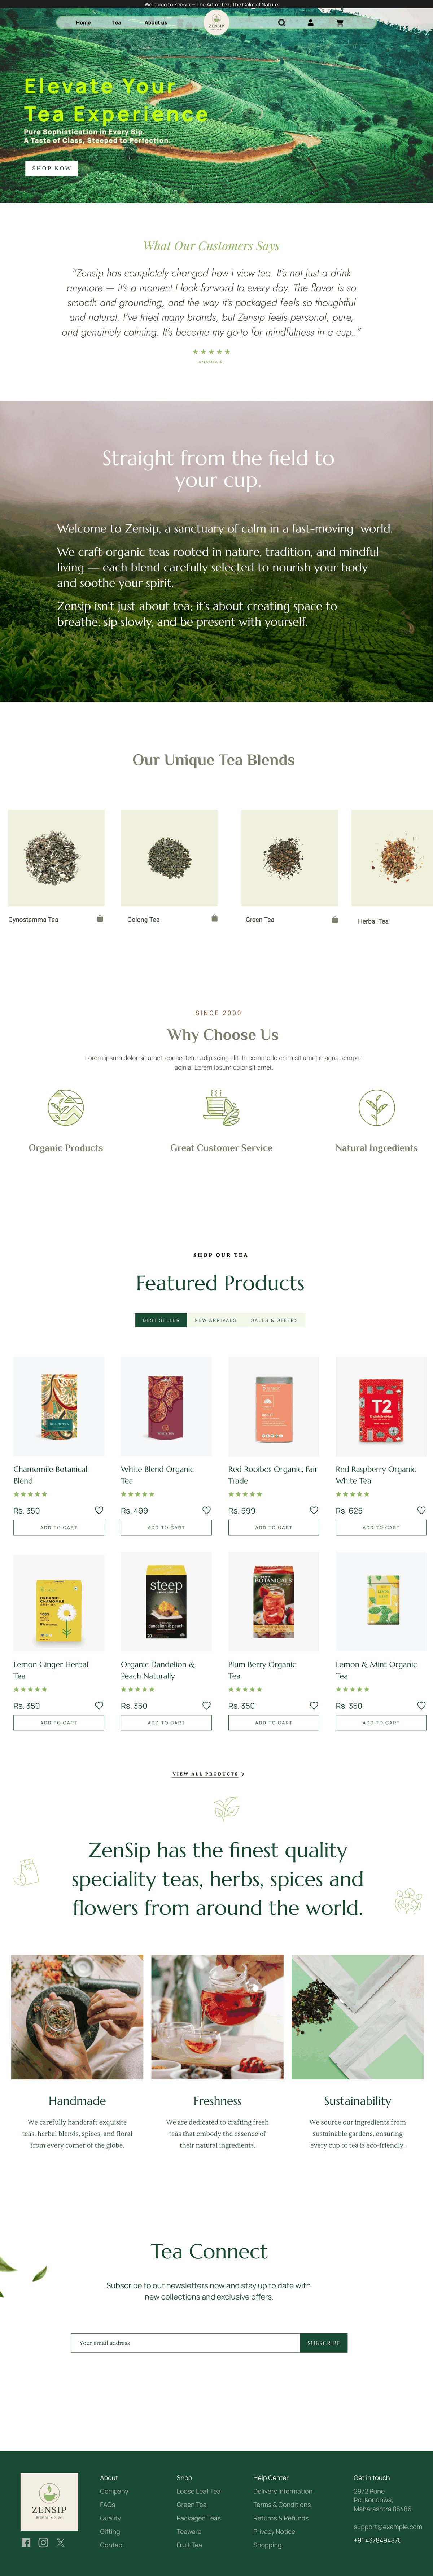 Welcome to Zensip — The Art of Tea, The Calm of Nature.
Home Tea About us
ZENSIP
Elevate Your
Tea Experience
Pure Sophistication in Every Sip.
A Taste of Class, Steeped to Perfection.
SHOP NOW
What Our Customers Says
“Zensip has completely changed how I view tea. It’s not just a drink
anymore — it’s a moment I look forward to every day. The flavor is so
smooth and grounding, and the way it’s packaged feels so thoughtful
and natural. I’ve tried many brands, but Zensip feels personal, pure,
and genuinely calming. It’s become my go-to for mindfulness in a cup..”
Straight from the field to
your cup.
Welcome to Zensip, a sanctuary of calm in a fast-moving world.
We craft organic teas rooted in nature, tradition, and mindful
living — each blend carefully selected to nourish your body
and soothe your spirit.
Zensip isn’t just about tea; it’s about creating space to
breathe, sip slowly, and be present with yourself.
Our Unique Tea Blends
Gynostemma Tea
Oolong Tea
Green Tea
Herbal Tea
SINCE 2000
Why Choose Us
Lorem ipsum dolor sit amet, consectetur adipiscing elit. In commodo enim sit amet magna semper
lacinia. Lorem ipsum dolor sit amet.
Organic Products
Great Customer Service
Natural Ingredients
SHOP OUR TEA
Featured Products
BEST SELLER NEW ARRIVALS SALES & OFFERS
BLACK TEA
T2
Chamomile Botanical
Blend
Rs. 350
ADD TO CART
White Blend Organic
Tea
Rs. 499
ADD TO CART
Red Rooibos Organic, Fair
Trade
Rs. 599
ADD TO CART
Red Raspberry Organic
White Tea
Rs. 625
ADD TO CART
ORGANIC
CHAMOMILE
100%
steep
dandelion & peach
BOTANICALS
Lemon Ginger Herbal
Tea
Rs. 350
ADD TO CART
Organic Dandelion &
Peach Naturally
Rs. 350
ADD TO CART
Plum Berry Organic
Tea
Rs. 350
ADD TO CART
Lemon & Mint Organic
Tea
Rs. 350
ADD TO CART
VIEW ALL PRODUCTS
ZenSip has the finest quality
speciality teas, herbs, spices and
flowers from around the world.
Handmade
We carefully handcraft exquisite
teas, herbal blends, spices, and floral
from every corner of the globe.
Freshness
We are dedicated to crafting fresh
teas that embody the essence of
their natural ingredients.
Sustainability
We source our ingredients from
sustainable gardens, ensuring
every cup of tea is eco-friendly.
Tea Connect
Subscribe to out newsletters now and stay up to date with
new collections and exclusive offers.
Your email address
SUBSCRIBE
ZENSIP
Breathe. Sip. Be.
About
Company
FAQs
Quality
Gifting
Contact
Shop
Loose Leaf Tea
Green Tea
Packaged Teas
Teaware
Fruit Tea
Help Center
Delivery Information
Terms & Conditions
Returns & Refunds
Privacy Notice
Shopping
Get in touch
2972 Pune
Rd. Kondhwa,
Maharashtra 85486
support@example.com
+91 4378494875